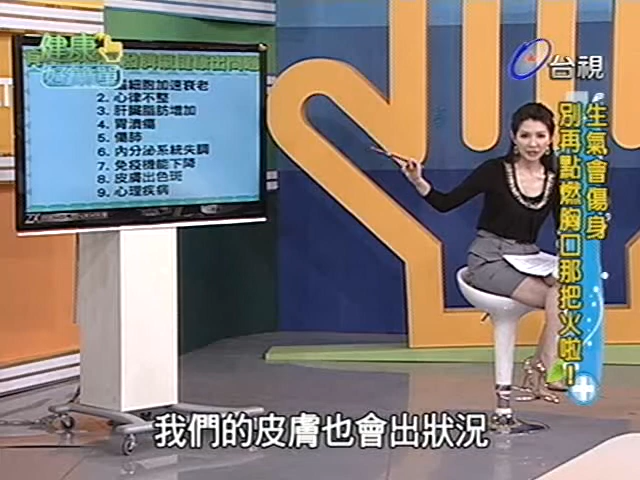 健康
好簡單
台視
腦細胞加速衰老
2. 心律不整
3. 肝臟脂肪增加
4. 胃潰瘍
5. 傷肺
6. 內分泌系統失調
7. 免疫機能下降
8. 皮膚出色斑
9. 心理疾病
生氣會傷身
別再點燃胸口那把火啦！
我們的皮膚也會出狀況